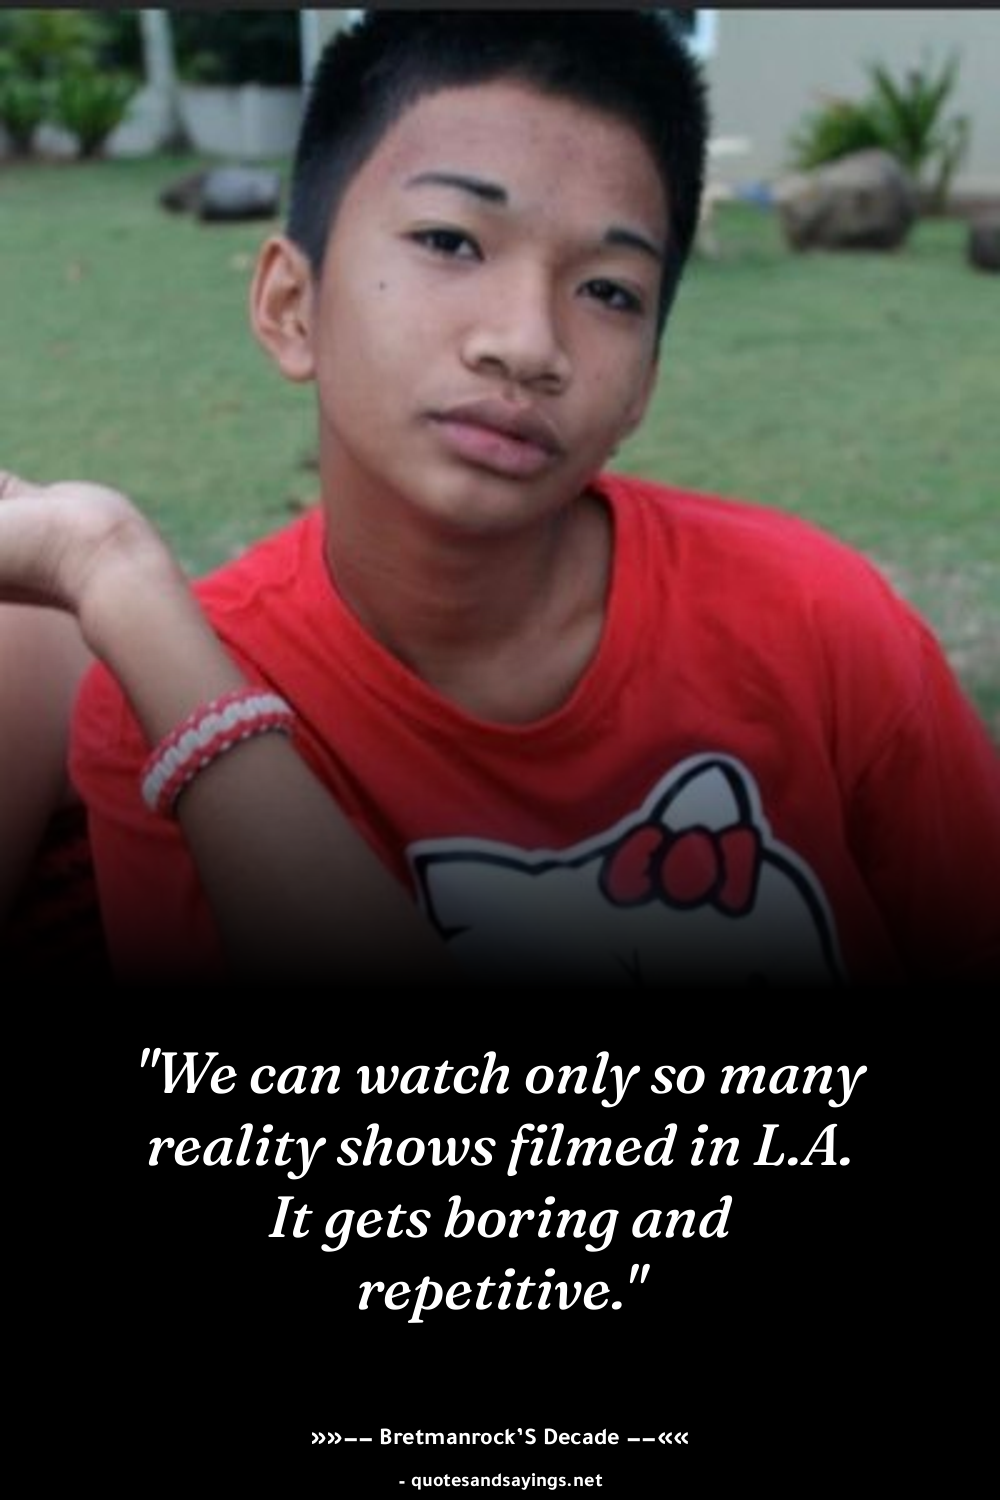 "We can watch only so many
reality shows filmed in L.A.
It gets boring and
repetitive."
»»–– Bretmanrock’S Decade ––««
- quotesandsayings.net